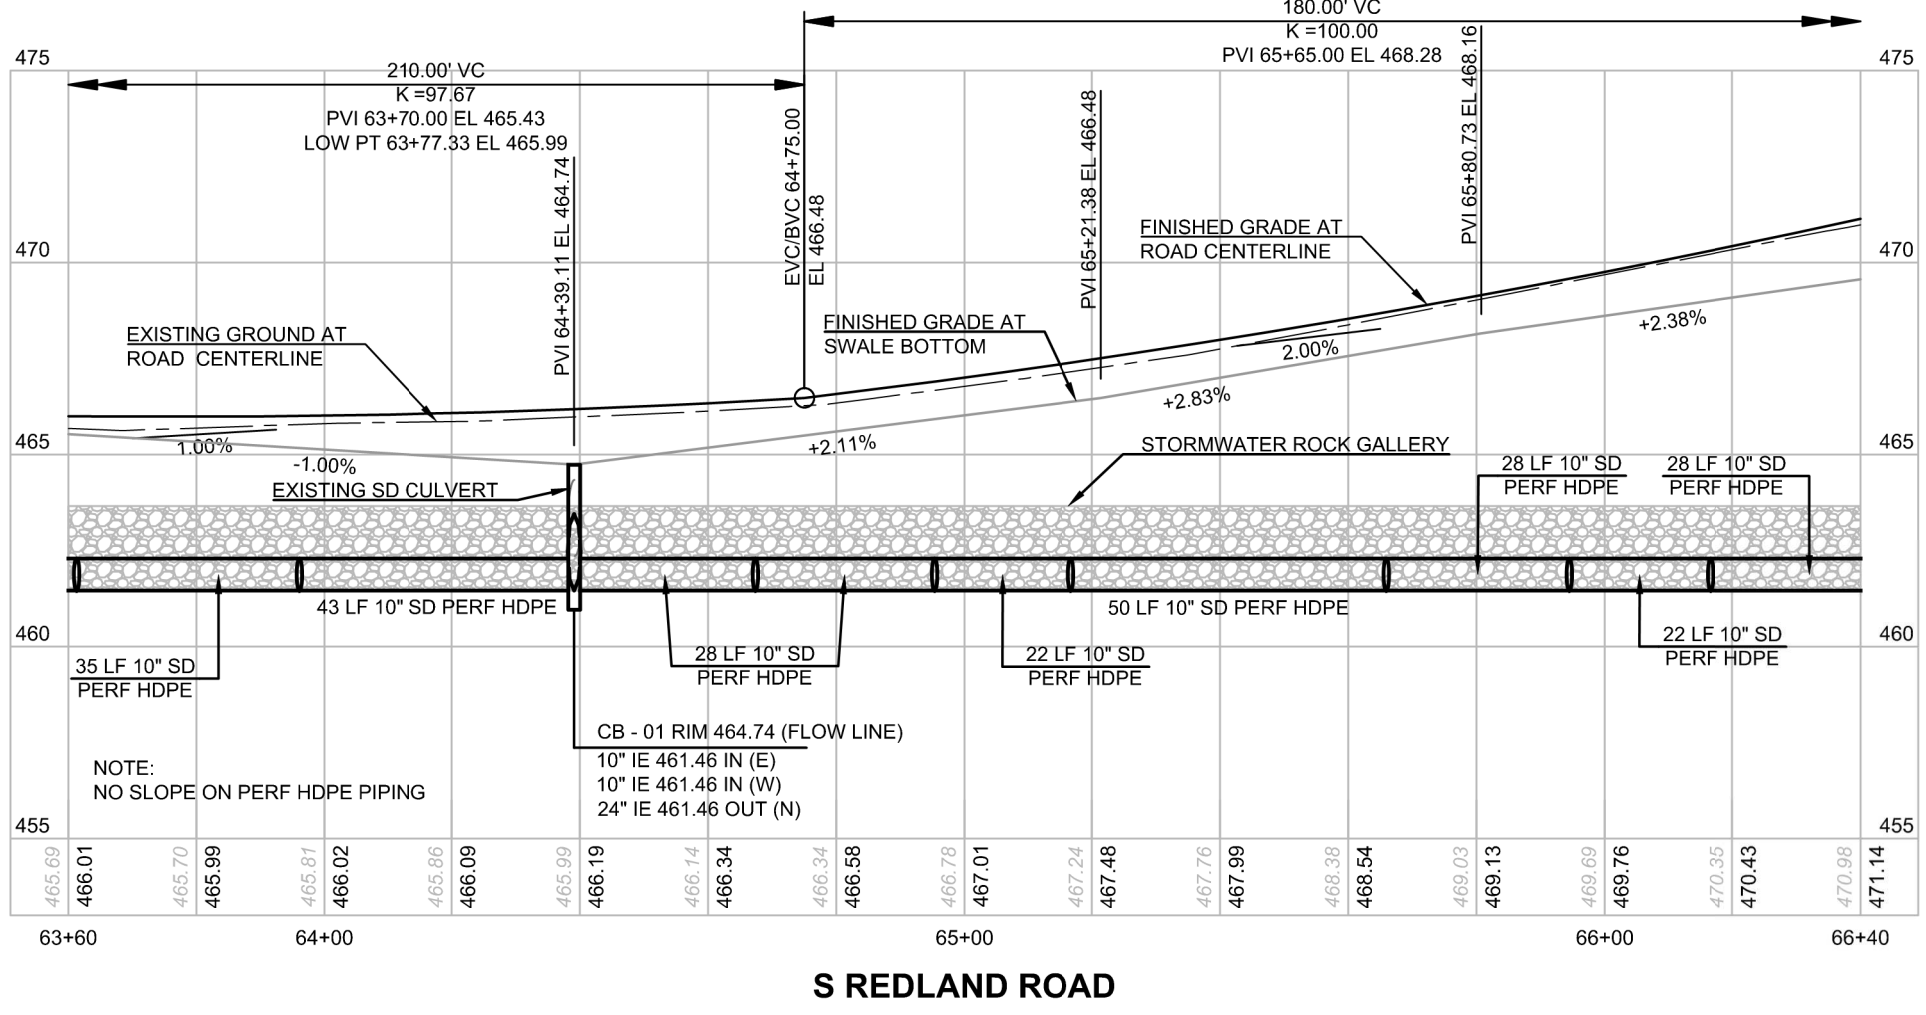 180.00' VC
K =100.00
PVI 65+65.00 EL 468.28
475
475
210.00' VC
K =97.67
PVI 63+70.00 EL 465.43
LOW PT 63+77.33 EL 465.99
PVI 64+39.11 EL 464.74
EVC/BVC 64+75.00
EL 466.48
PVI 65+21.38 EL 466.48
PVI 65+80.73 EL 468.16
470
470
FINISHED GRADE AT
ROAD CENTERLINE
EXISTING GROUND AT
ROAD CENTERLINE
FINISHED GRADE AT
SWALE BOTTOM
2.00%
+2.38%
+2.83%
465
465
1.00%
-1.00%
+2.11%
STORMWATER ROCK GALLERY
EXISTING SD CULVERT
28 LF 10" SD
PERF HDPE
28 LF 10" SD
PERF HDPE
43 LF 10" SD PERF HDPE
50 LF 10" SD PERF HDPE
460
460
35 LF 10" SD
PERF HDPE
28 LF 10" SD
PERF HDPE
22 LF 10" SD
PERF HDPE
22 LF 10" SD
PERF HDPE
CB - 01 RIM 464.74 (FLOW LINE)
10" IE 461.46 IN (E)
10" IE 461.46 IN (W)
24" IE 461.46 OUT (N)
NOTE:
NO SLOPE ON PERF HDPE PIPING
455
455
465.69
466.01
465.70
465.99
465.81
466.02
465.86
466.09
465.99
466.19
466.14
466.34
466.34
466.58
466.78
467.01
467.24
467.48
467.76
467.99
468.38
468.54
469.03
469.13
469.69
469.76
470.35
470.43
470.98
471.14
63+60
64+00
65+00
66+00
66+40
S REDLAND ROAD